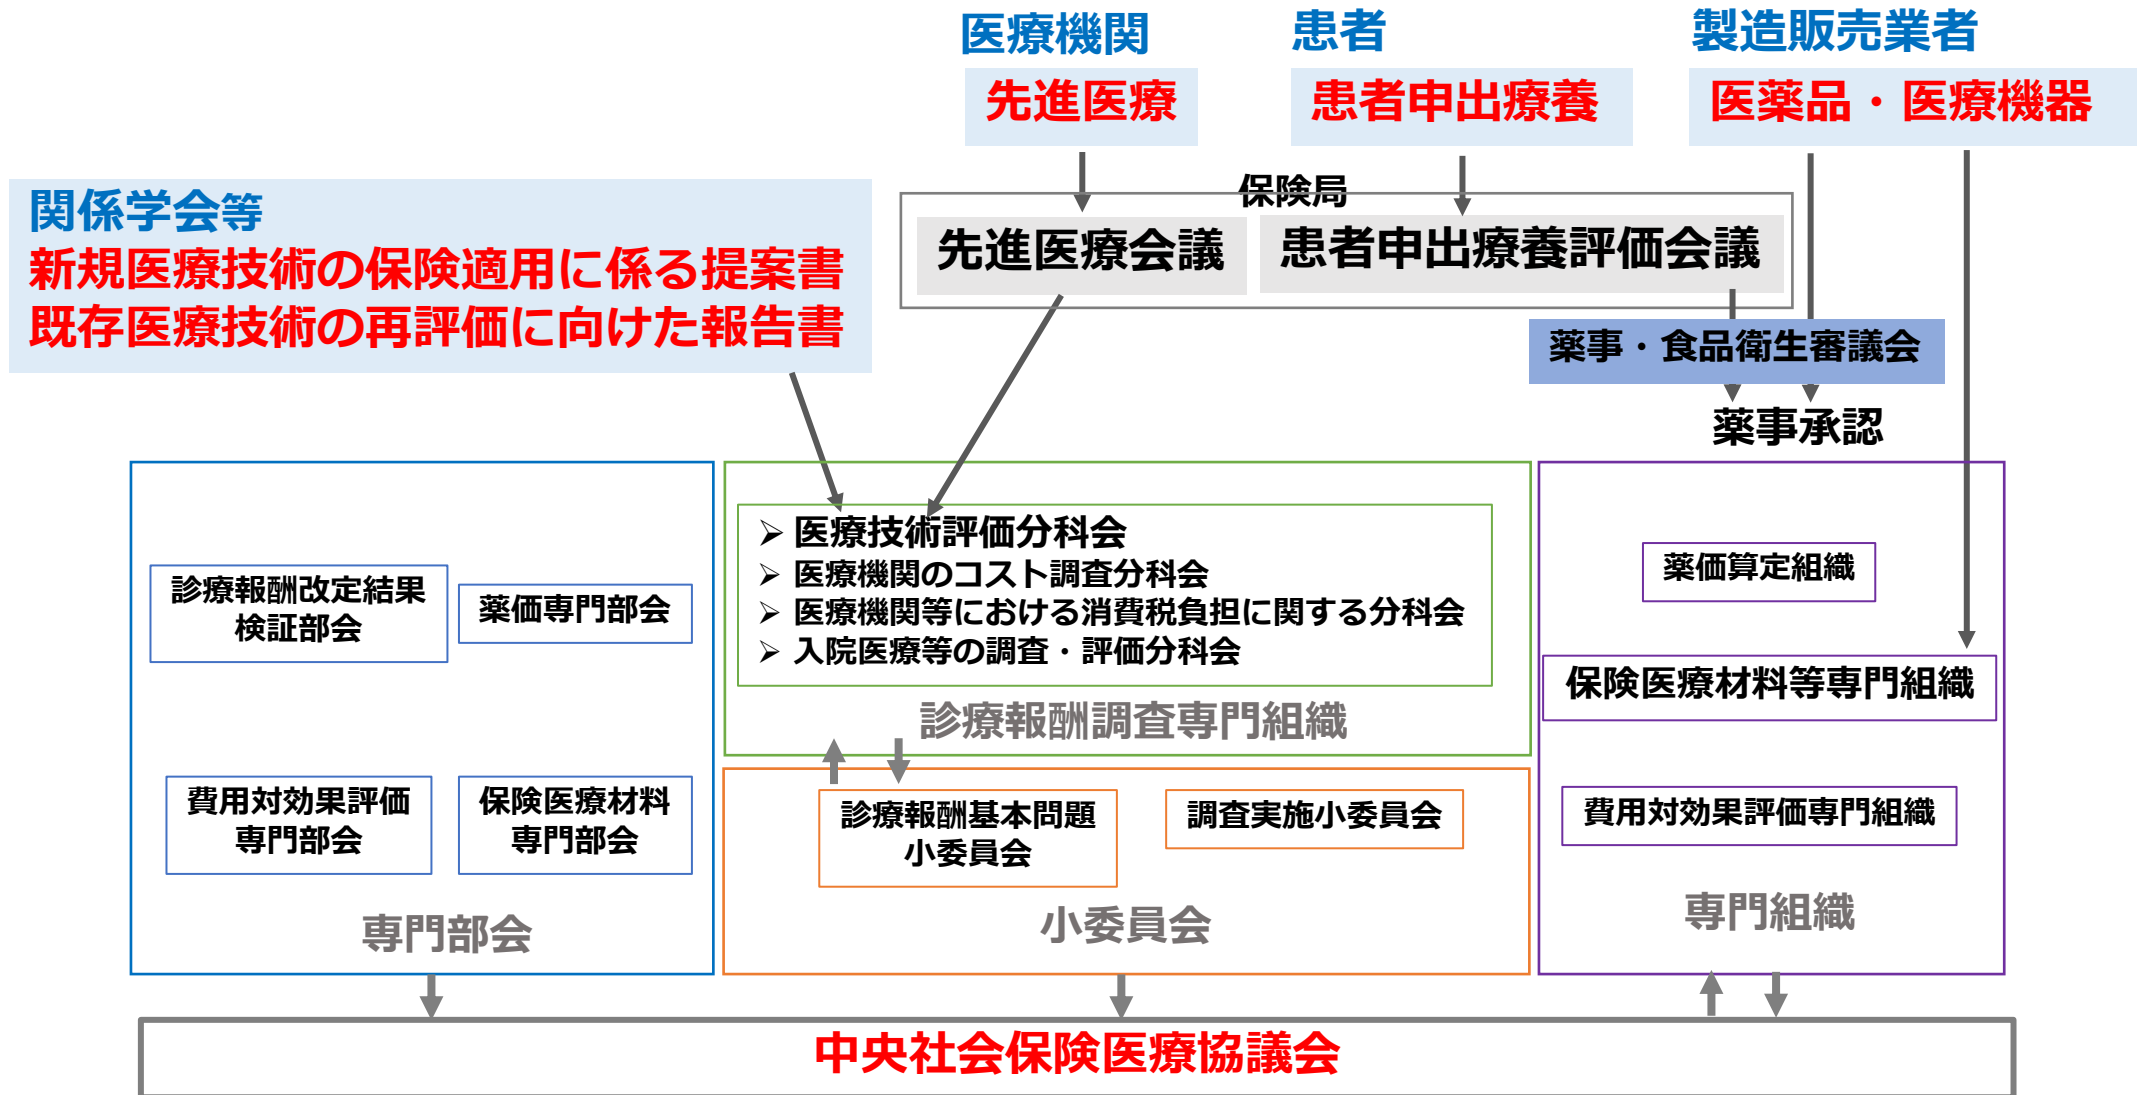 医療機関
患者
製造販売業者
先進医療
患者申出療養
医薬品・医療機器
関係学会等
新規医療技術の保険適用に係る提案書
既存医療技術の再評価に向けた報告書
保険局
先進医療会議
患者申出療養評価会議
薬事・食品衛生審議会
薬事承認
診療報酬改定結果
検証部会
薬価専門部会
費用対効果評価
専門部会
保険医療材料
専門部会
専門部会
➢ 医療技術評価分科会
➢ 医療機関のコスト調査分科会
➢ 医療機関等における消費税負担に関する分科会
➢ 入院医療等の調査・評価分科会
診療報酬調査専門組織
診療報酬基本問題
小委員会
調査実施小委員会
小委員会
薬価算定組織
保険医療材料等専門組織
費用対効果評価専門組織
専門組織
中央社会保険医療協議会